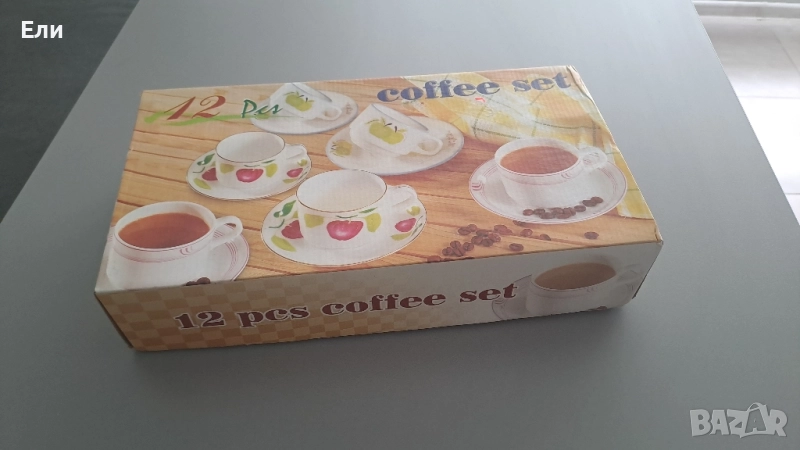 Ели
12 Pcs
coffee set
12 pcs coffee set
BAZAR